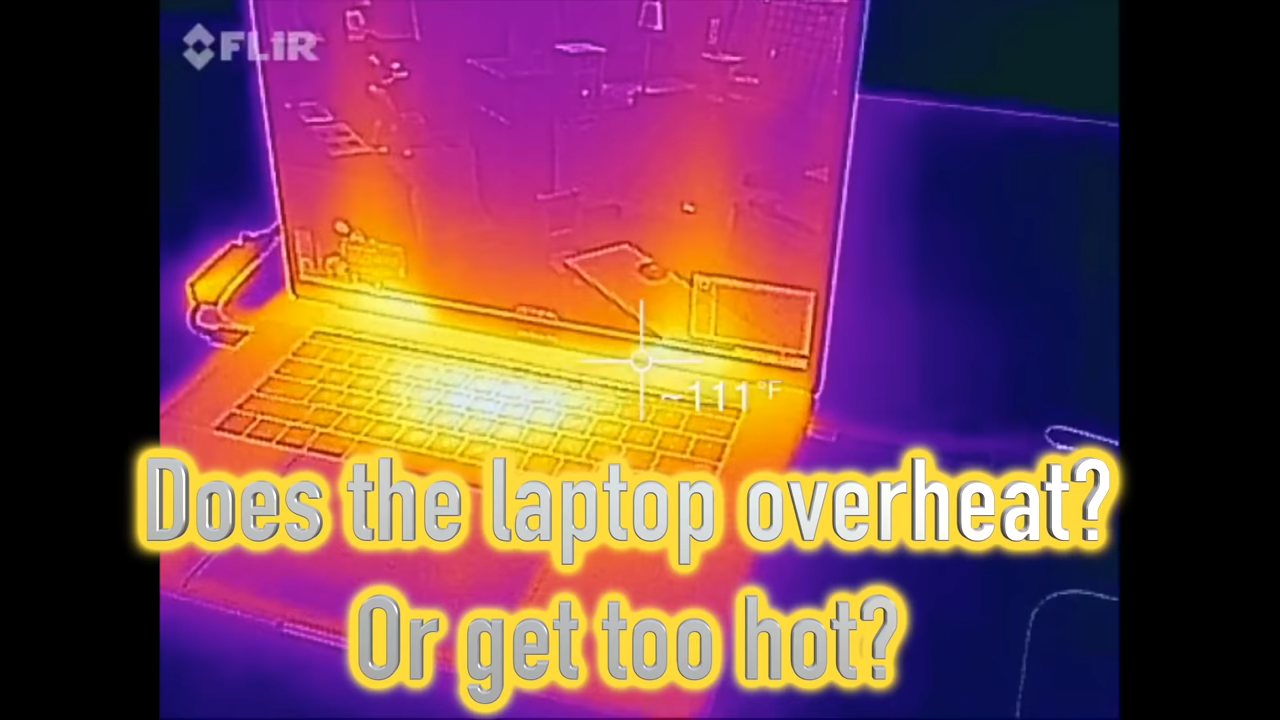 FLIR
~111°F
Does the laptop overheat?
Or get too hot?